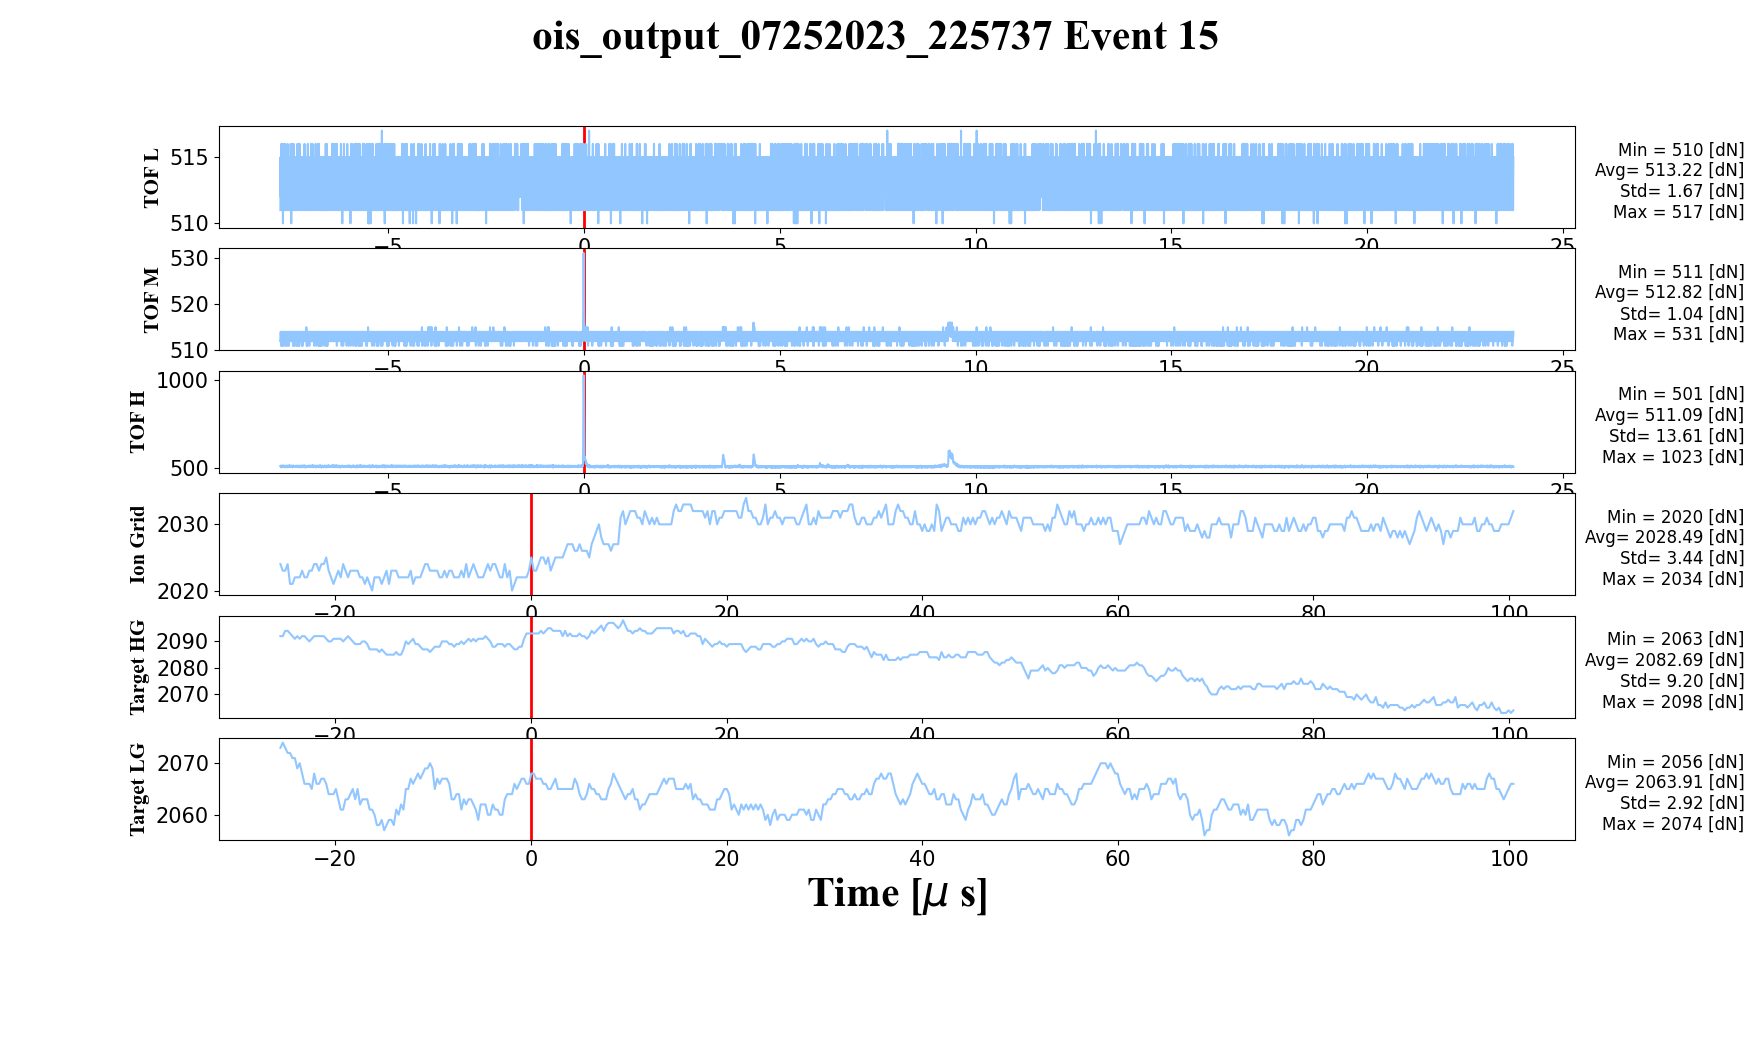 ois_output_07252023_225737 Event 15
TOF L
515
510
−5
0
5
10
15
20
25
Min = 510 [dN]
Avg= 513.22 [dN]
Std= 1.67 [dN]
Max = 517 [dN]
TOF M
530
520
510
−5
0
5
10
15
20
25
Min = 511 [dN]
Avg= 512.82 [dN]
Std= 1.04 [dN]
Max = 531 [dN]
TOF H
1000
500
−5
0
5
10
15
20
25
Min = 501 [dN]
Avg= 511.09 [dN]
Std= 13.61 [dN]
Max = 1023 [dN]
Ion Grid
2030
2020
−20
0
20
40
60
80
100
Min = 2020 [dN]
Avg= 2028.49 [dN]
Std= 3.44 [dN]
Max = 2034 [dN]
Target HG
2090
2080
2070
−20
0
20
40
60
80
100
Min = 2063 [dN]
Avg= 2082.69 [dN]
Std= 9.20 [dN]
Max = 2098 [dN]
Target LG
2070
2060
−20
0
20
40
60
80
100
Min = 2056 [dN]
Avg= 2063.91 [dN]
Std= 2.92 [dN]
Max = 2074 [dN]
Time [μ s]